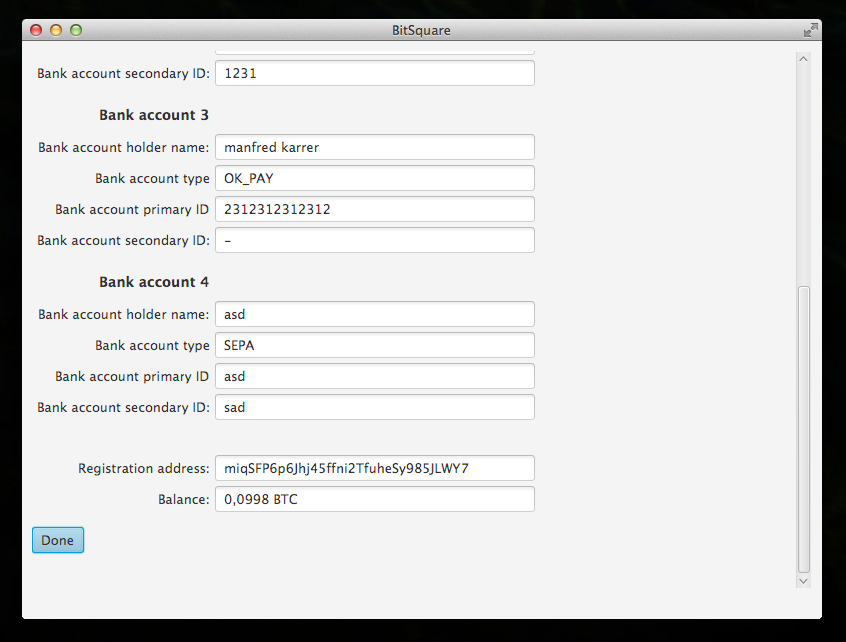 BitSquare
Bank account secondary ID: 1231
Bank account 3
Bank account holder name: manfred karrer
Bank account type OK_PAY
Bank account primary ID 2312312312312
Bank account secondary ID: –
Bank account 4
Bank account holder name: asd
Bank account type SEPA
Bank account primary ID asd
Bank account secondary ID: sad
Registration address: miqSFP6p6Jhj45ffni2TfuheSy985JLWY7
Balance: 0,0998 BTC
Done